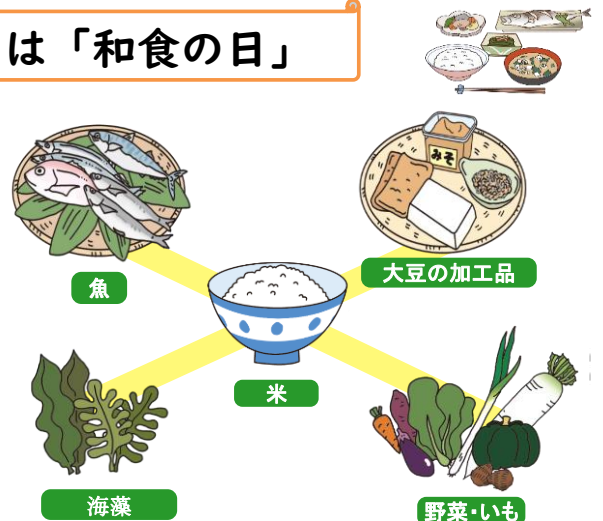 は「和食の日」
みそ
魚
大豆の加工品
米
海藻
野菜・いも